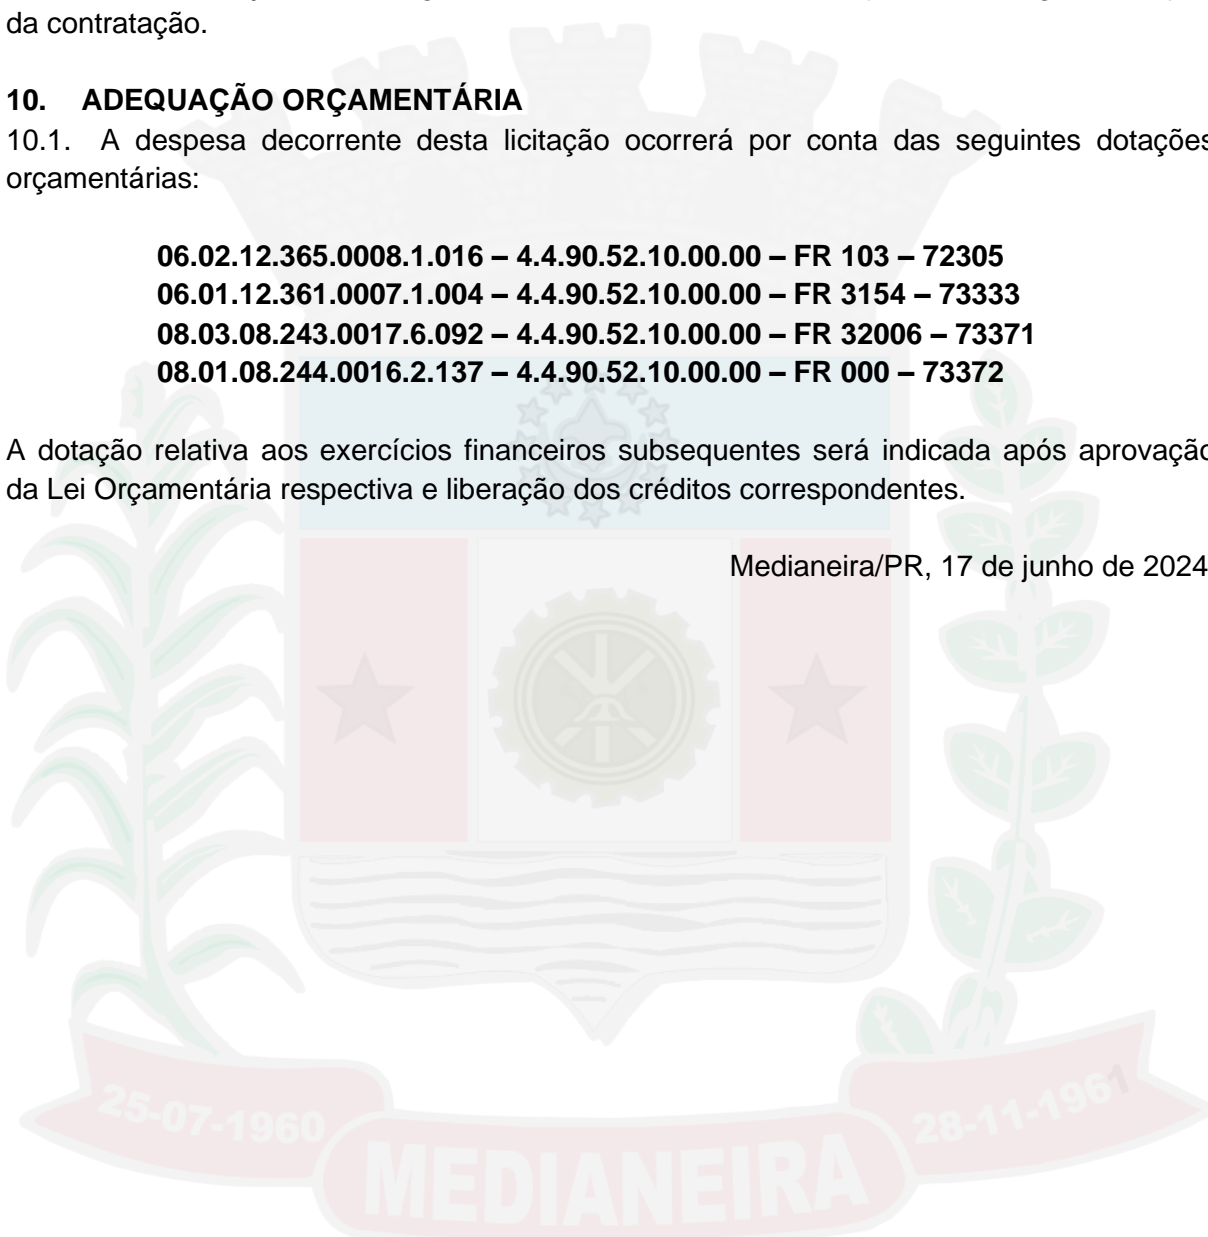 da contratação.
10. ADEQUAÇÃO ORÇAMENTÁRIA
10.1. A despesa decorrente desta licitação ocorrerá por conta das seguintes dotações
orçamentárias:
06.02.12.365.0008.1.016 – 4.4.90.52.10.00.00 – FR 103 – 72305
06.01.12.361.0007.1.004 – 4.4.90.52.10.00.00 – FR 3154 – 73333
08.03.08.243.0017.6.092 – 4.4.90.52.10.00.00 – FR 32006 – 73371
08.01.08.244.0016.2.137 – 4.4.90.52.10.00.00 – FR 000 – 73372
A dotação relativa aos exercícios financeiros subsequentes será indicada após aprovação
da Lei Orçamentária respectiva e liberação dos créditos correspondentes.
Medianeira/PR, 17 de junho de 2024
25-07-1960
28-11-1961
MEDIANEIRA